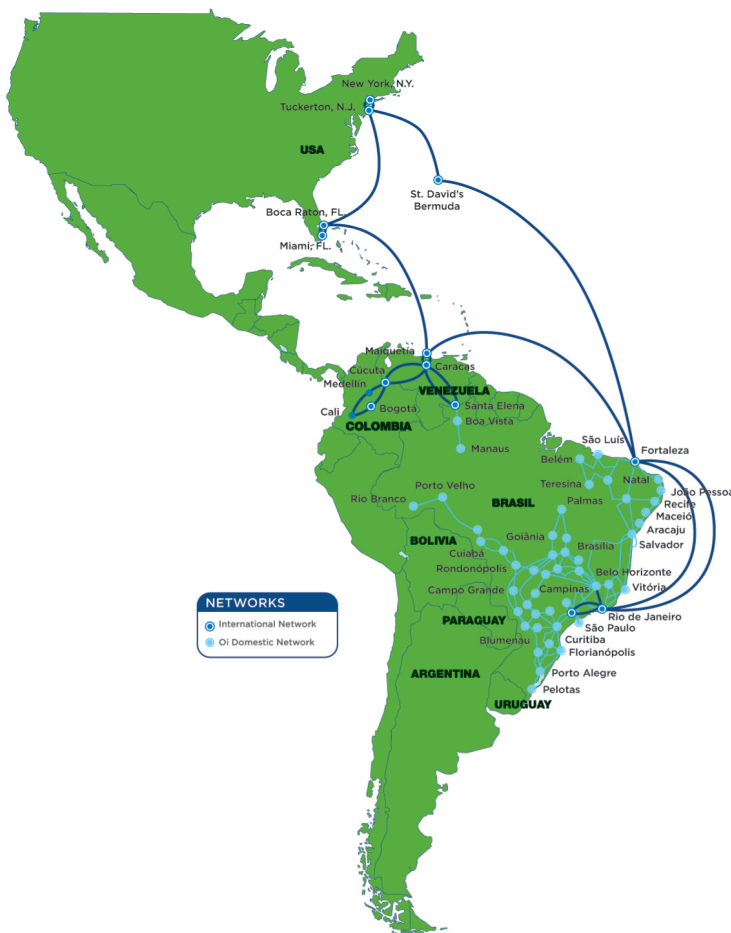 New York, N.Y.
Tuckerton, N.J.
USA
St. David's
Bermuda
Boca Raton, FL.
Miami, FL.
Maiquetía
Caracas
Cúcuta
Medellín
VENEZUELA
Cali
Bogotá
Santa Elena
COLOMBIA
Boa Vista
Manaus
São Luís
Fortaleza
Belém
Teresina
Natal
João Pessoa
Porto Velho
Rio Branco
BRASIL
Palmas
Recife
Maceió
Aracaju
Salvador
BOLIVIA
Goiânia
Brasília
Cuiabá
Rondonópolis
Belo Horizonte
Campo Grande
Campinas
Vitória
Rio de Janeiro
PARAGUAY
São Paulo
Blumenau
Curitiba
Florianópolis
ARGENTINA
Porto Alegre
Pelotas
URUGUAY
NETWORKS
International Network
Oi Domestic Network